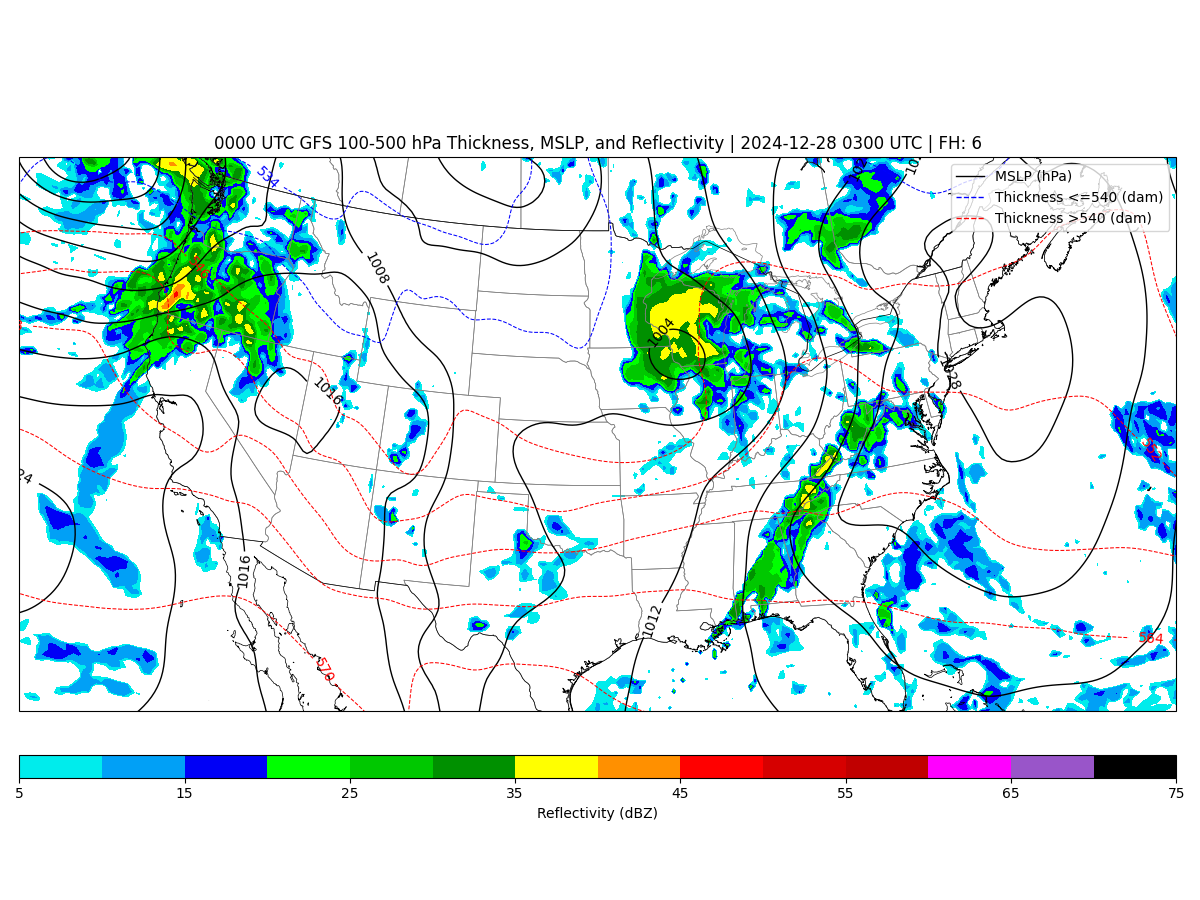 0000 UTC GFS 100-500 hPa Thickness, MSLP, and Reflectivity | 2024-12-28 0300 UTC | FH: 6
MSLP (hPa)
Thickness <=540 (dam)
Thickness >540 (dam)
534
1008
1004
1016
1028
24
1016
1012
564
570
5 15 25 35 45 55 65 75
Reflectivity (dBZ)